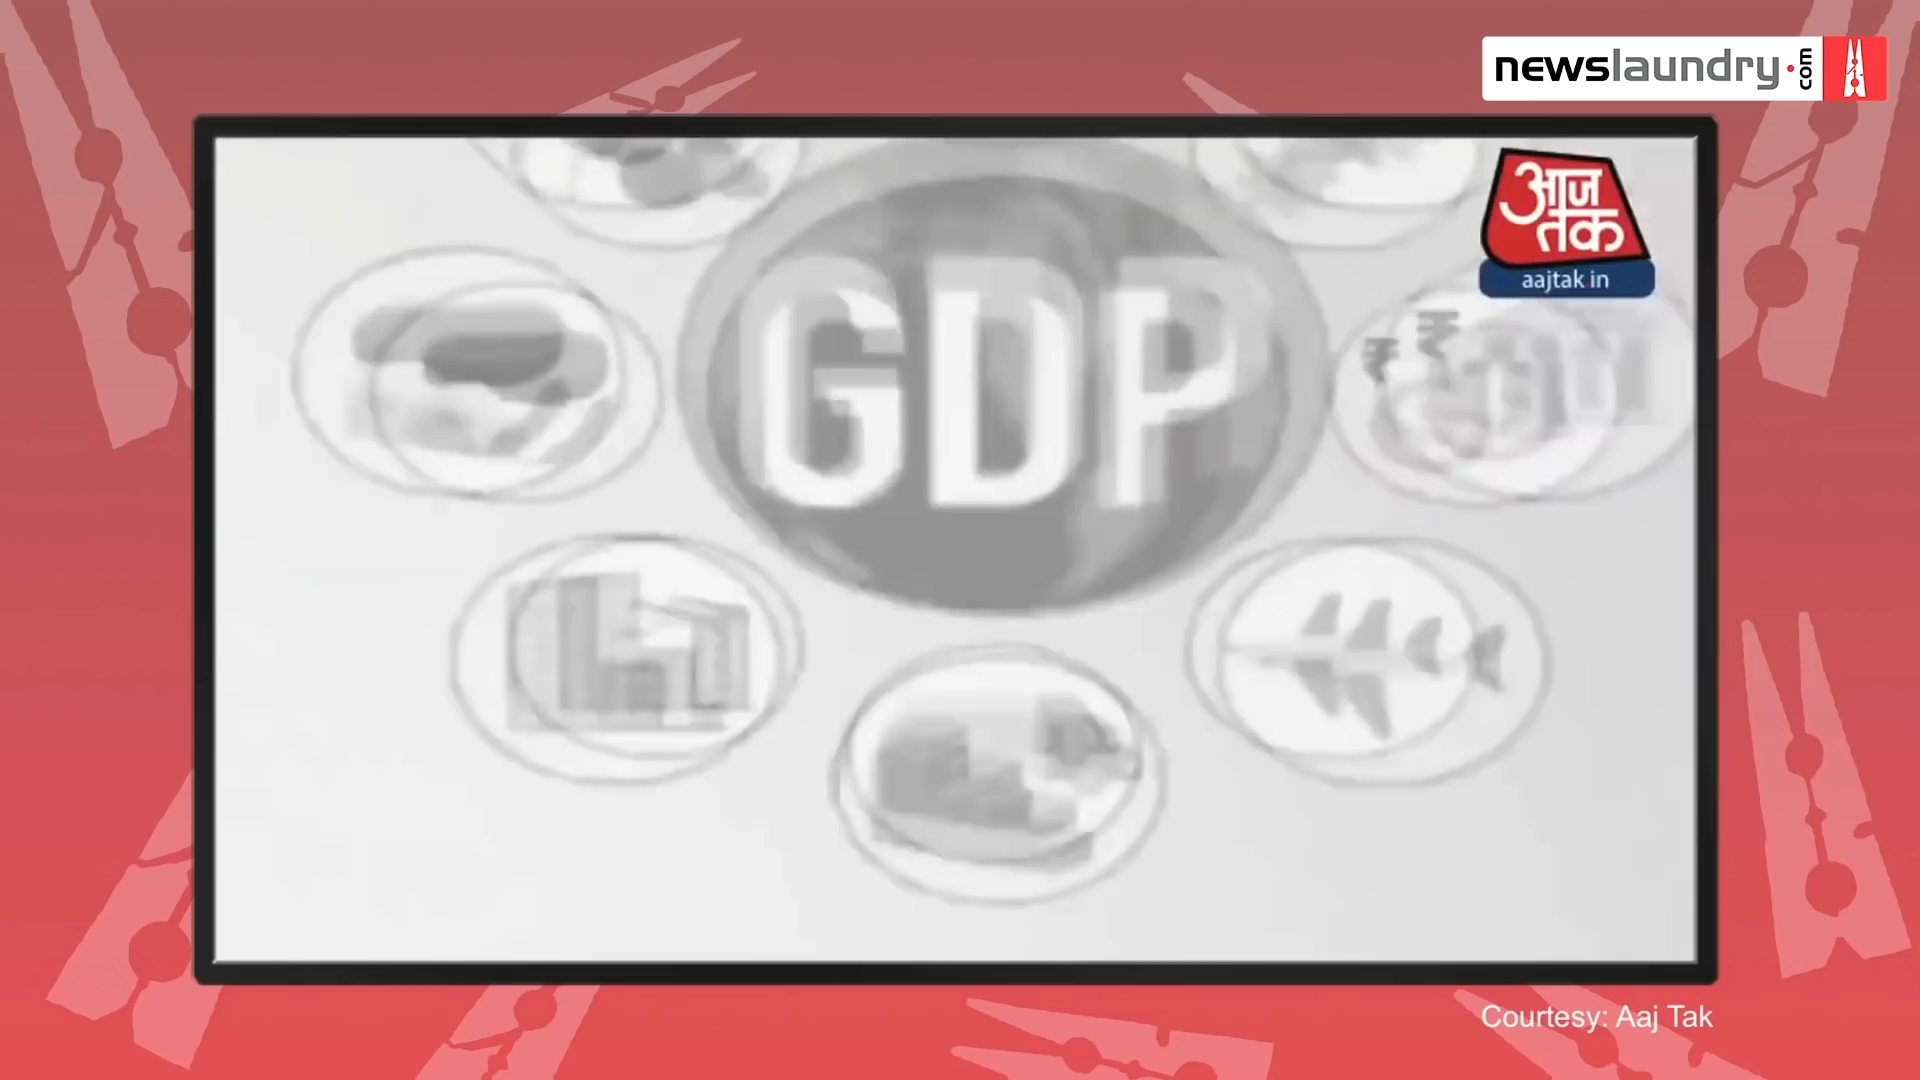 newslaundry.com
आज
तक
aajtak.in
GDP
₹ ₹
Courtesy: Aaj Tak